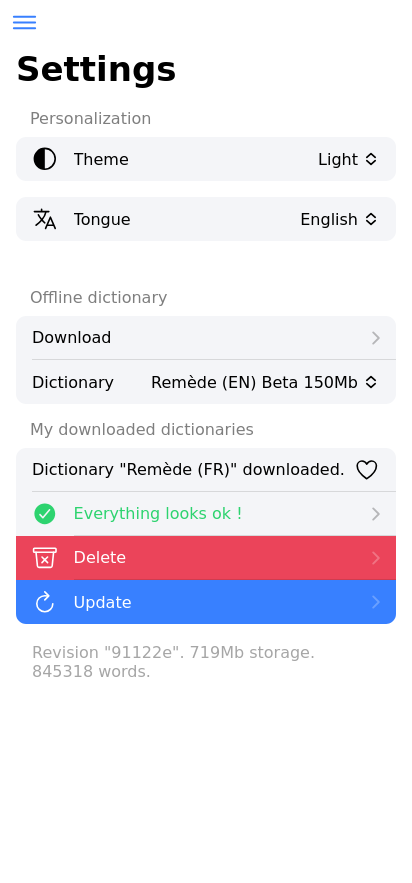 Settings
Personalization
Theme Light
Tongue English
Offline dictionary
Download
Dictionary Remède (EN) Beta 150Mb
My downloaded dictionaries
Dictionary "Remède (FR)" downloaded.
Everything looks ok !
Delete
Update
Revision "91122e". 719Mb storage.
845318 words.